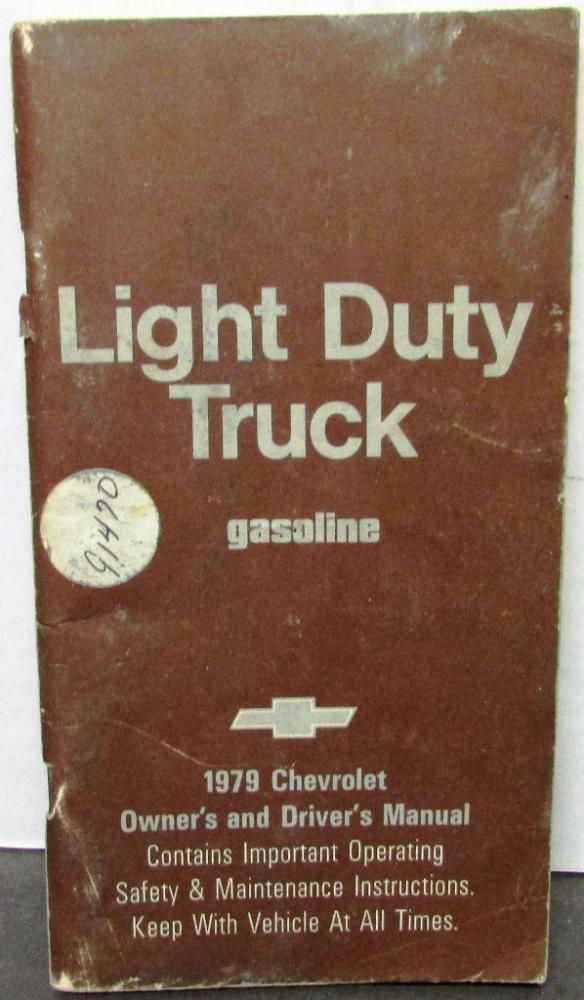 Light Duty
Truck
gasoline
91470
1979 Chevrolet
Owner's and Driver's Manual
Contains Important Operating
Safety & Maintenance Instructions.
Keep With Vehicle At All Times.